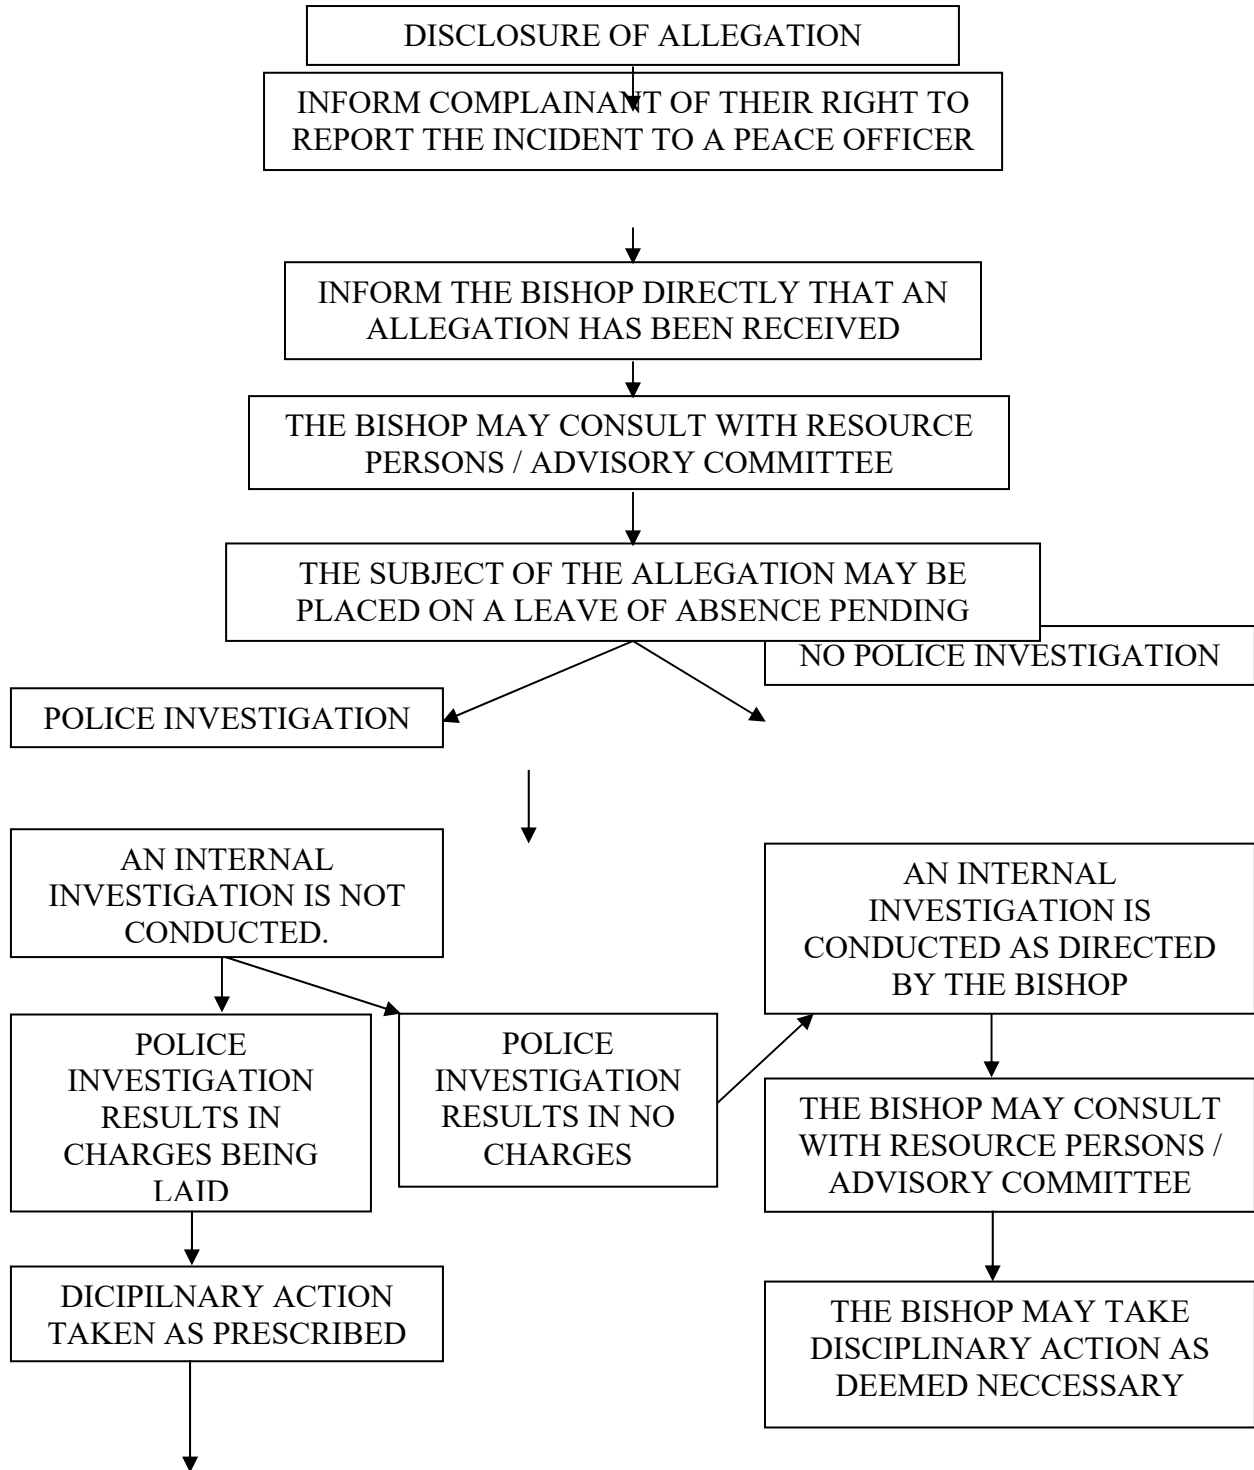 DISCLOSURE OF ALLEGATION
INFORM COMPLAINANT OF THEIR RIGHT TO
REPORT THE INCIDENT TO A PEACE OFFICER
INFORM THE BISHOP DIRECTLY THAT AN
ALLEGATION HAS BEEN RECEIVED
THE BISHOP MAY CONSULT WITH RESOURCE
PERSONS / ADVISORY COMMITTEE
THE SUBJECT OF THE ALLEGATION MAY BE
PLACED ON A LEAVE OF ABSENCE PENDING
NO POLICE INVESTIGATION
POLICE INVESTIGATION
AN INTERNAL
INVESTIGATION IS NOT
CONDUCTED.
AN INTERNAL
INVESTIGATION IS
CONDUCTED AS DIRECTED
BY THE BISHOP
POLICE
INVESTIGATION
RESULTS IN
CHARGES BEING
LAID
POLICE
INVESTIGATION
RESULTS IN NO
CHARGES
THE BISHOP MAY CONSULT
WITH RESOURCE PERSONS /
ADVISORY COMMITTEE
DICIPILNARY ACTION
TAKEN AS PRESCRIBED
THE BISHOP MAY TAKE
DISCIPLINARY ACTION AS
DEEMED NECCESSARY